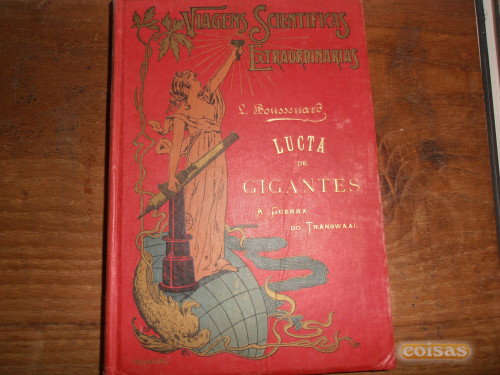 VIAGENS SCIENTIFICAS
EXTRAORDINARIAS
L. Boussenard
LUCTA
DE
GIGANTES
A GUERRA
DO TRANSWAAL
coisas